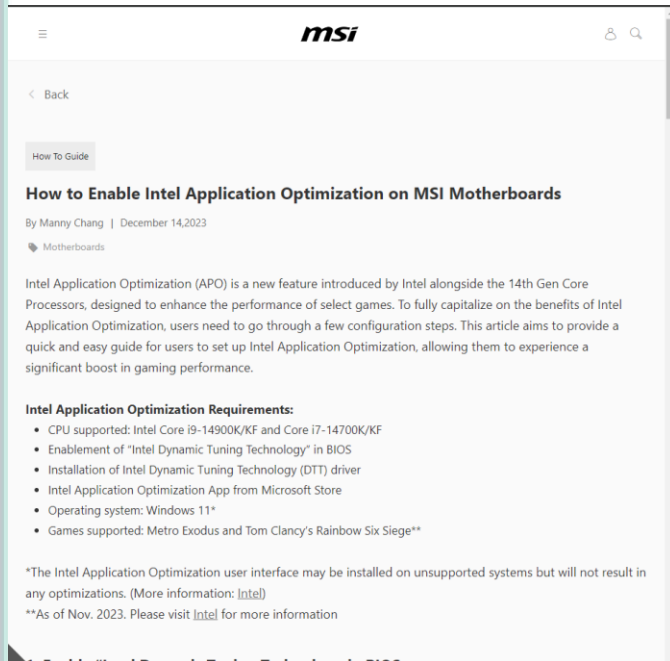 msi
Back
How To Guide
How to Enable Intel Application Optimization on MSI Motherboards
By Manny Chang | December 14,2023
Motherboards
Intel Application Optimization (APO) is a new feature introduced by Intel alongside the 14th Gen Core
Processors, designed to enhance the performance of select games. To fully capitalize on the benefits of Intel
Application Optimization, users need to go through a few configuration steps. This article aims to provide a
quick and easy guide for users to set up Intel Application Optimization, allowing them to experience a
significant boost in gaming performance.
Intel Application Optimization Requirements:
• CPU supported: Intel Core i9-14900K/KF and Core i7-14700K/KF
• Enablement of “Intel Dynamic Tuning Technology” in BIOS
• Installation of Intel Dynamic Tuning Technology (DTT) driver
• Intel Application Optimization App from Microsoft Store
• Operating system: Windows 11*
• Games supported: Metro Exodus and Tom Clancy's Rainbow Six Siege**
*The Intel Application Optimization user interface may be installed on unsupported systems but will not result in
any optimizations. (More information: Intel)
**As of Nov. 2023. Please visit Intel for more information